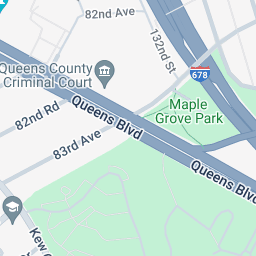 82nd Ave
132nd St
Queens County
Criminal Court
678
82nd Rd
Queens Blvd
Maple
Grove Park
83rd Ave
Queens Blvd
Kew G